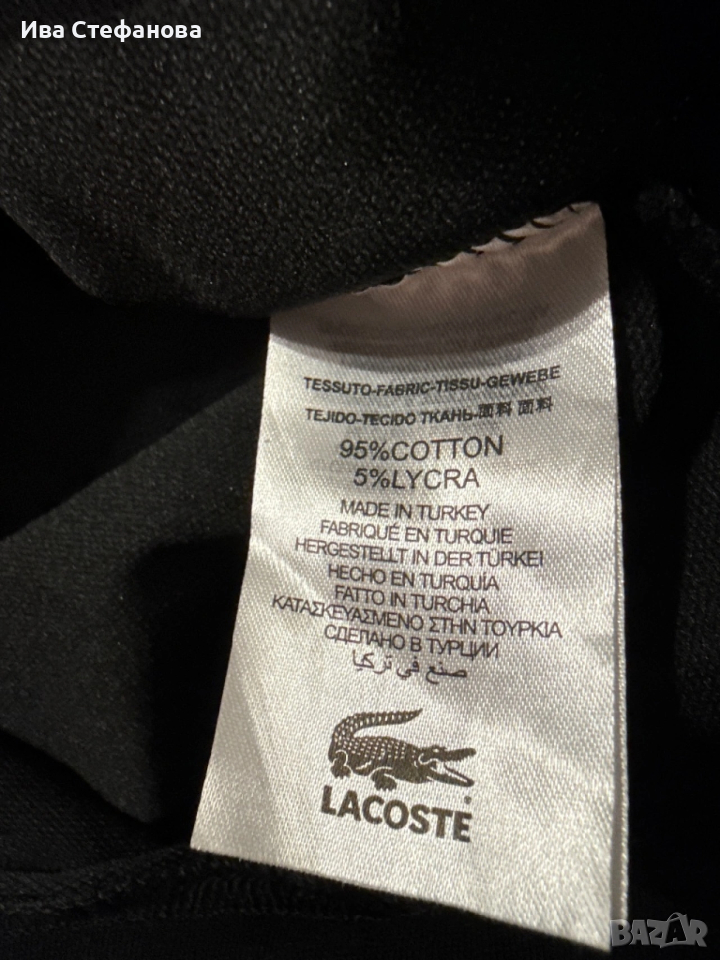 Ива Стефанова
TESSUTO-FABRIC-TISSU-GEWEBE
TEJIDO-TECIDO ТКАНЬ-面料 面料
95%COTTON
5%LYCRA
MADE IN TURKEY
FABRIQUÉ EN TURQUIE
HERGESTELLT IN DER TÜRKEI
HECHO EN TURQUÍA
FATTO IN TURCHIA
ΚΑΤΑΣΚΕΥΑΣΜΕΝΟ ΣΤΗΝ ΤΟΥΡΚΙΑ
СДЕЛАНО В ТУРЦИИ
صنع في تركيا
LACOSTE
BAZAR